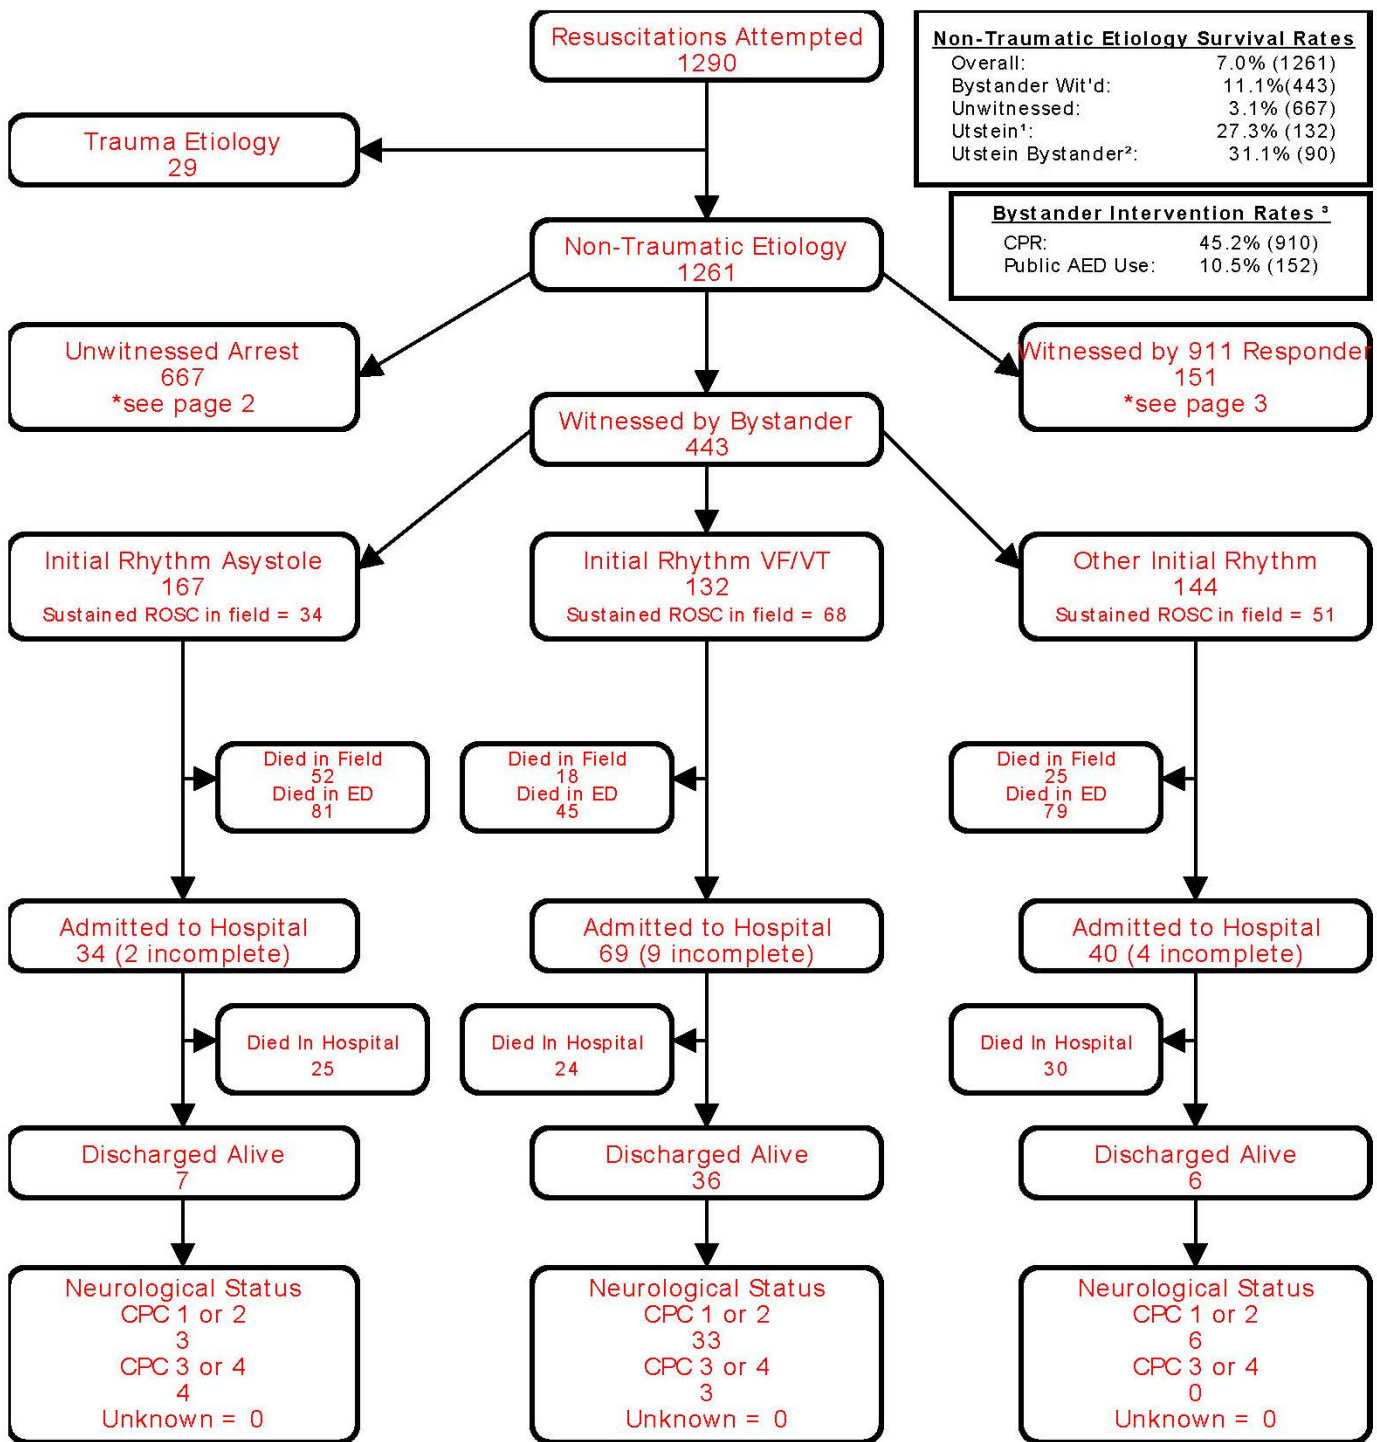 Resuscitations Attempted
1290
Non-Traumatic Etiology Survival Rates
Overall: 7.0% (1261)
Bystander Wit'd: 11.1%(443)
Unwitnessed: 3.1% (667)
Utstein¹: 27.3% (132)
Utstein Bystander²: 31.1% (90)
Trauma Etiology
29
Bystander Intervention Rates ³
CPR: 45.2% (910)
Public AED Use: 10.5% (152)
Non-Traumatic Etiology
1261
Unwitnessed Arrest
667
*see page 2
Witnessed by 911 Responder
151
*see page 3
Witnessed by Bystander
443
Initial Rhythm Asystole
167
Sustained ROSC in field = 34
Initial Rhythm VF/VT
132
Sustained ROSC in field = 68
Other Initial Rhythm
144
Sustained ROSC in field = 51
Died in Field
52
Died in ED
81
Died in Field
18
Died in ED
45
Died in Field
25
Died in ED
79
Admitted to Hospital
34 (2 incomplete)
Admitted to Hospital
69 (9 incomplete)
Admitted to Hospital
40 (4 incomplete)
Died In Hospital
25
Died In Hospital
24
Died In Hospital
30
Discharged Alive
7
Discharged Alive
36
Discharged Alive
6
Neurological Status
CPC 1 or 2
3
CPC 3 or 4
4
Unknown = 0
Neurological Status
CPC 1 or 2
33
CPC 3 or 4
3
Unknown = 0
Neurological Status
CPC 1 or 2
6
CPC 3 or 4
0
Unknown = 0